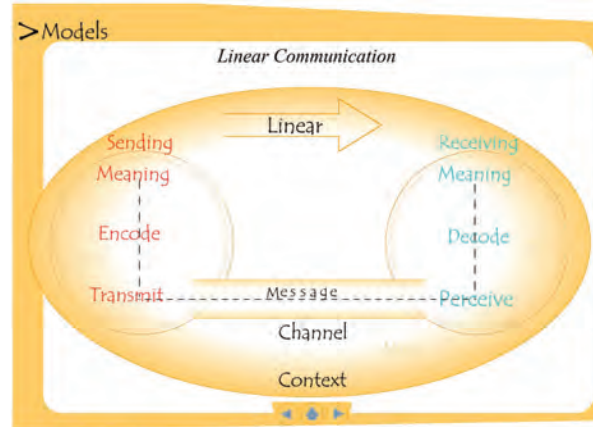 >Models
Linear Communication
Linear
Sending
Receiving
Meaning
Meaning
Encode
Decode
Transmit
Message
Perceive
Channel
Context